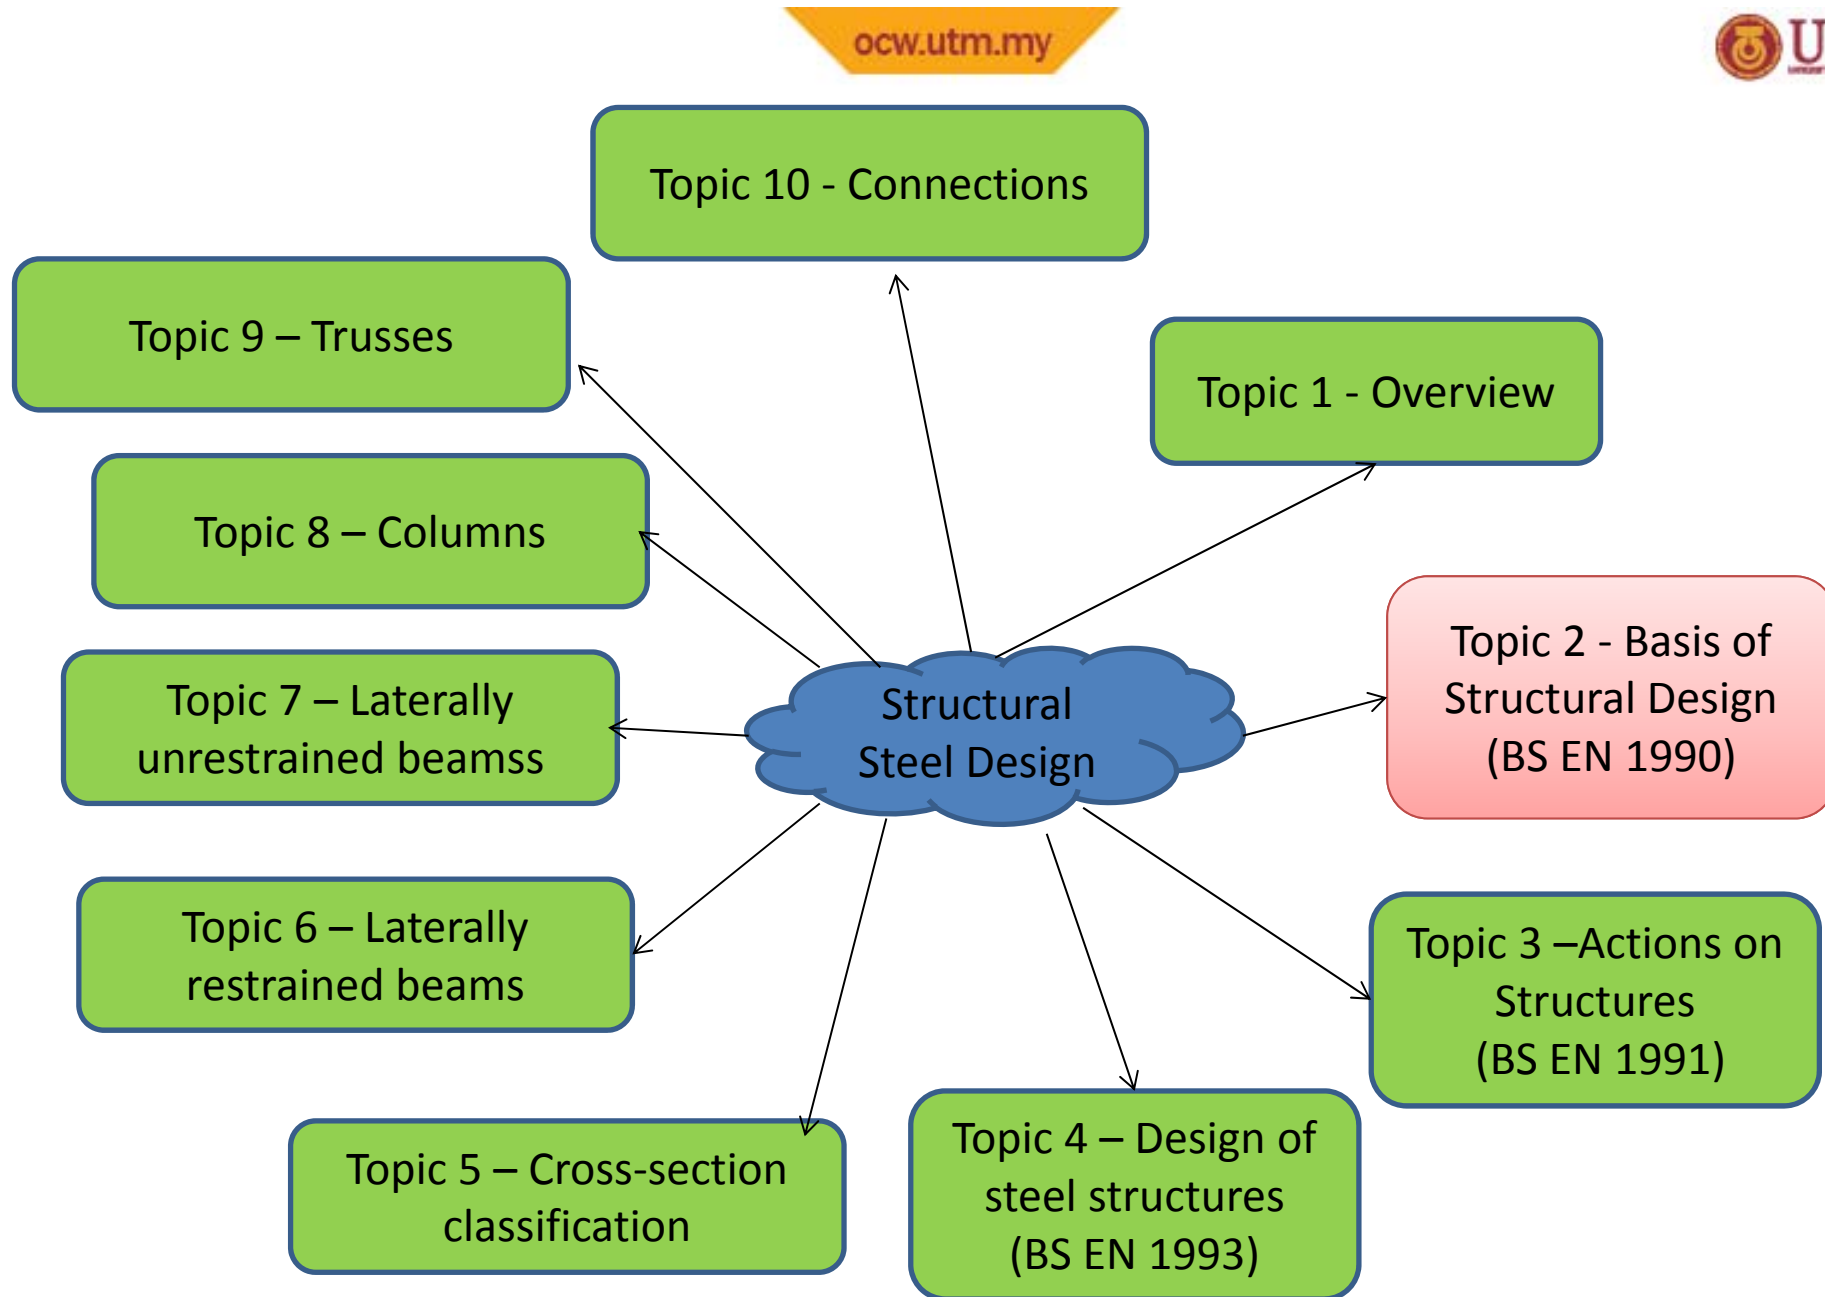 ocw.utm.my
U
Topic 10 - Connections
Topic 9 – Trusses
Topic 1 - Overview
Topic 8 – Columns
Topic 2 - Basis of
Structural Design
(BS EN 1990)
Topic 7 – Laterally
unrestrained beamss
Structural
Steel Design
Topic 6 – Laterally
restrained beams
Topic 3 –Actions on
Structures
(BS EN 1991)
Topic 5 – Cross-section
classification
Topic 4 – Design of
steel structures
(BS EN 1993)